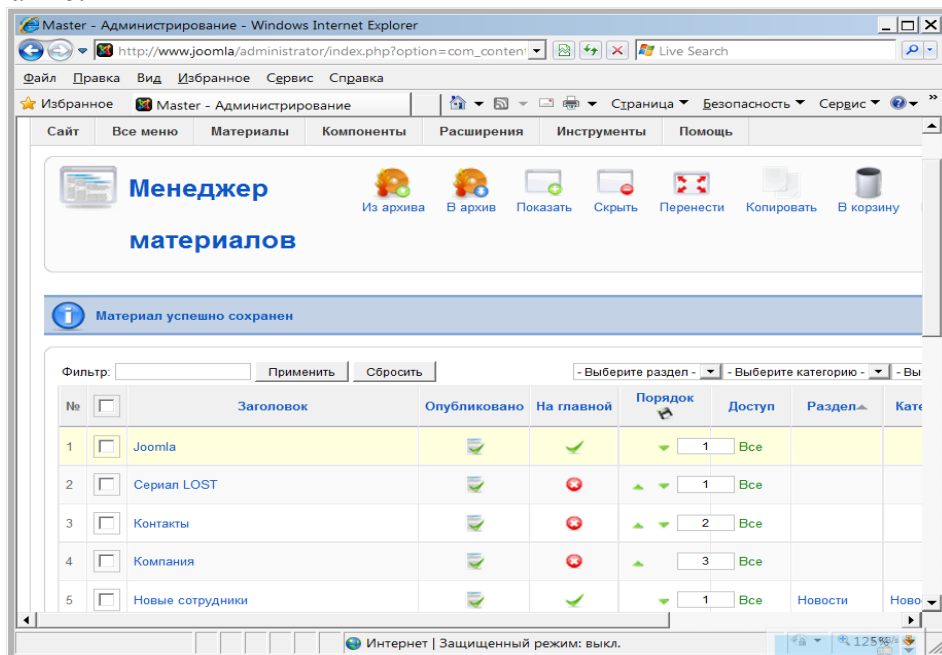 Master - Администрирование - Windows Internet Explorer
http://www.joomla/administrator/index.php?option=com_conten
Live Search
Файл Правка Вид Избранное Сервис Справка
Избранное Master - Администрирование Страница Безопасность Сервис »
Сайт Все меню Материалы Компоненты Расширения Инструменты Помощь
Менеджер
материалов
Из архива В архив Показать Скрыть Перенести Копировать В корзину
Материал успешно сохранен
Фильтр: Применить Сбросить - Выберите раздел - - Выберите категорию - - Вы
№ Заголовок Опубликовано На главной Порядок Доступ Раздел Кате
1 Joomla 1 Все
2 Сериал LOST 1 Все
3 Контакты 2 Все
4 Компания 3 Все
5 Новые сотрудники 1 Все Новости Ново
Интернет | Защищенный режим: выкл. 125%